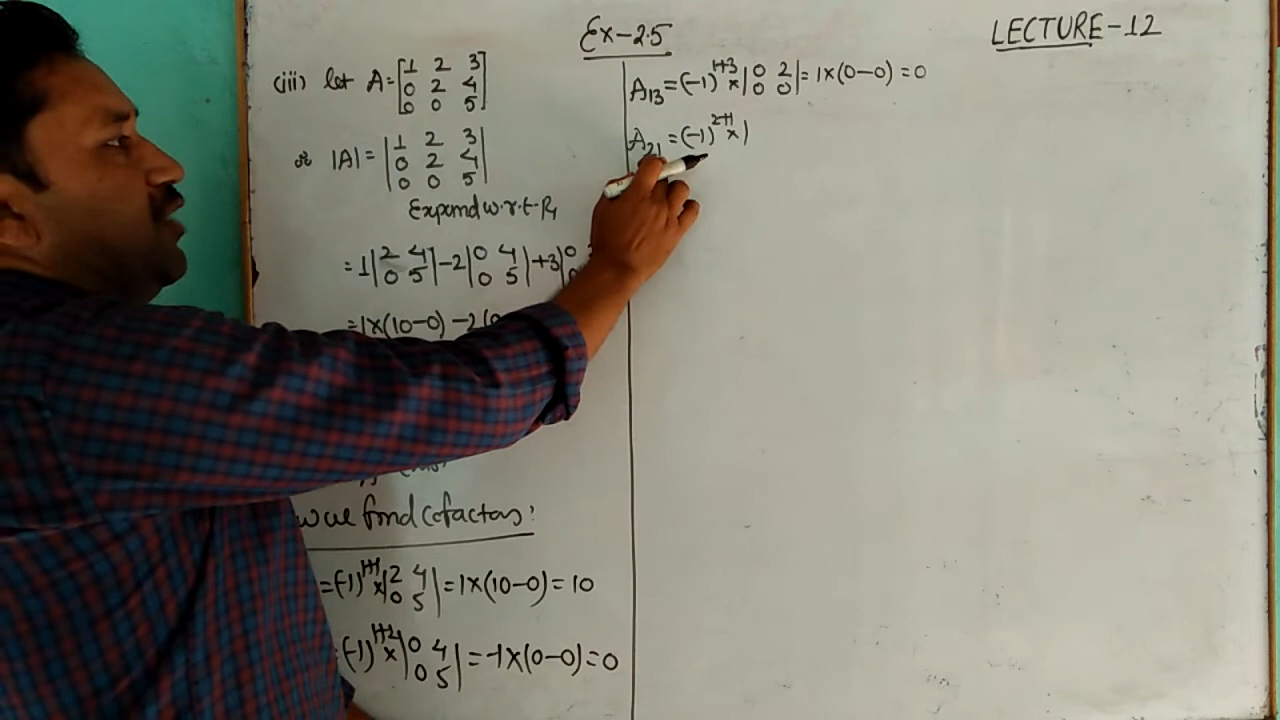 Ex-2.5
LECTURE-12
(iii) let A = [1 2 3
0 2 4
0 0 5]
or |A| = |1 2 3
0 2 4
0 0 5|
Expand w.r.t. R₁
= 1|2 4
0 5| - 2|0 4
0 5| + 3|0
= 1×(10-0) - 2(0
we find Cofactors:
= (-1)¹⁺¹ × |2 4
0 5| = 1×(10-0) = 10
= (-1)¹⁺² × |0 4
0 5| = -1×(0-0) = 0
A₁₃ = (-1)¹⁺³ × |0 2
0 0| = 1×(0-0) = 0
A₂₁ = (-1)²⁺¹ × |